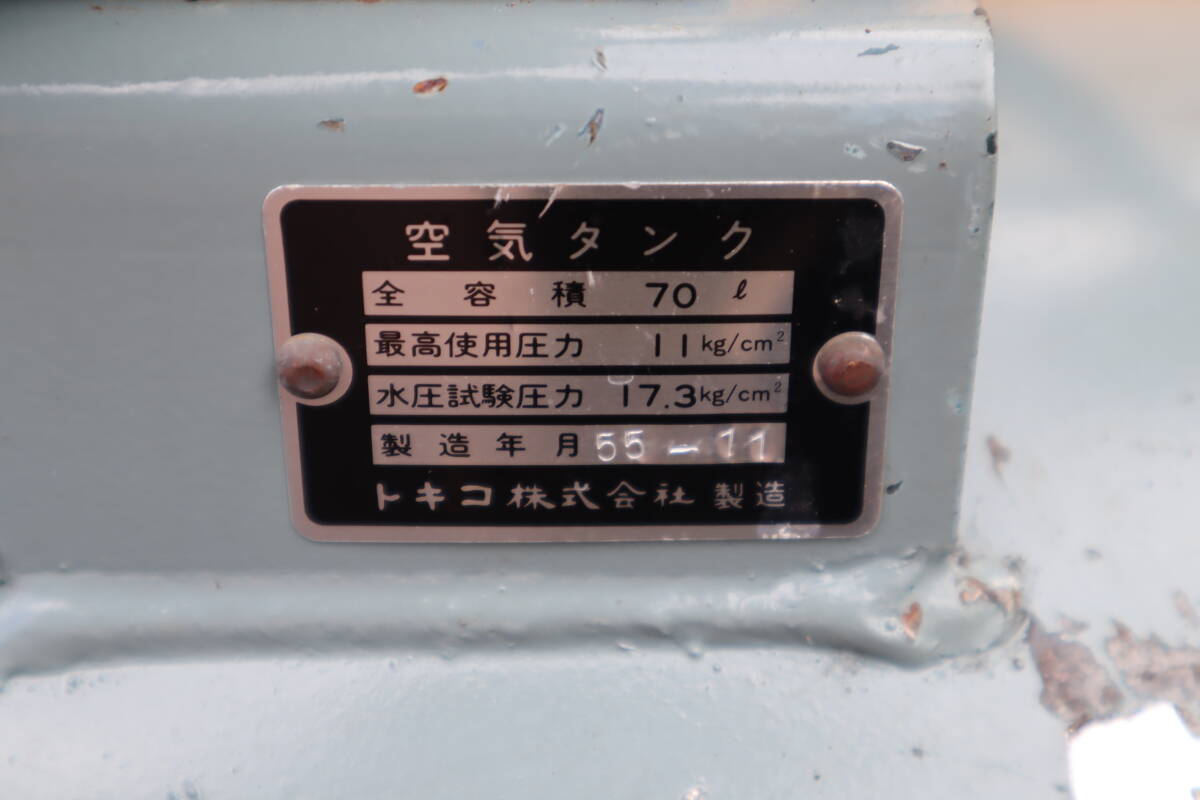 空気タンク
全容積 70 ℓ
最高使用圧力 11 kg/cm²
水圧試験圧力 17.3 kg/cm²
製造年月 55-11
トキコ株式会社 製造